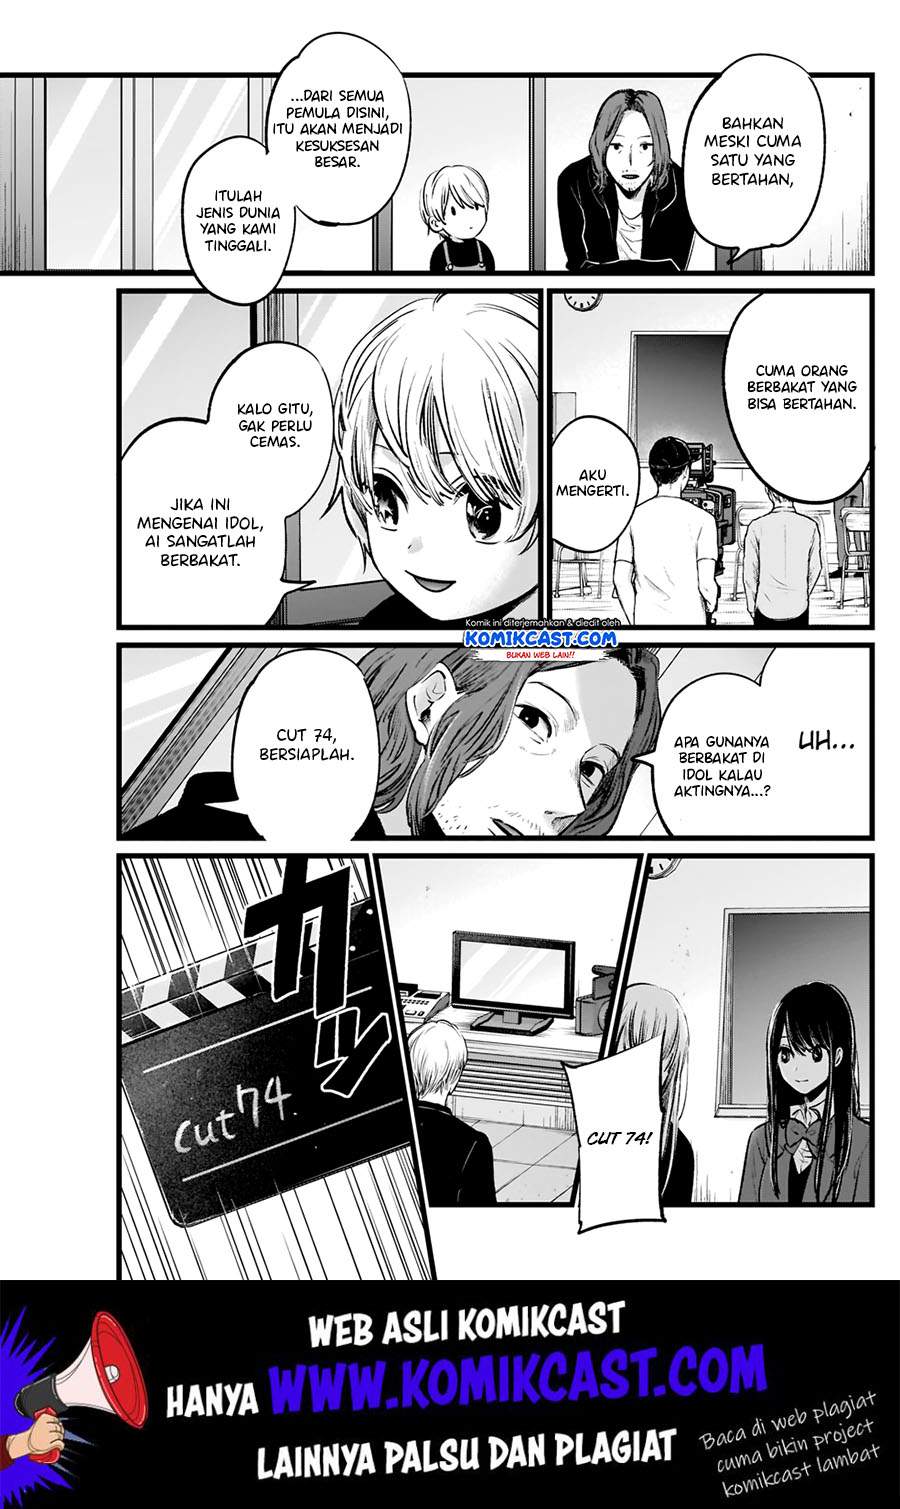 BAHKAN
MESKI CUMA
SATU YANG
BERTAHAN,
...DARI SEMUA
PEMULA DISINI,
ITU AKAN MENJADI
KESUKSESAN
BESAR.
ITULAH
JENIS DUNIA
YANG KAMI
TINGGALI.
CUMA ORANG
BERBAKAT YANG
BISA BERTAHAN.
AKU
MENGERTI.
KALO GITU,
GAK PERLU
CEMAS.
JIKA INI
MENGENAI IDOL,
AI SANGATLAH
BERBAKAT.
Komik ini diterjemahkan & diedit oleh
KOMIKCAST.COM
BUKAN WEB LAIN!!
UH...
APA GUNANYA
BERBAKAT DI
IDOL KALAU
AKTINGNYA...?
CUT 74,
BERSIAPLAH.
CUT 74!
カッ
cut 74
WEB ASLI KOMIKCAST
HANYA WWW.KOMIKCAST.COM
LAINNYA PALSU DAN PLAGIAT
Baca di web plagiat
cuma bikin project
komikcast lambat